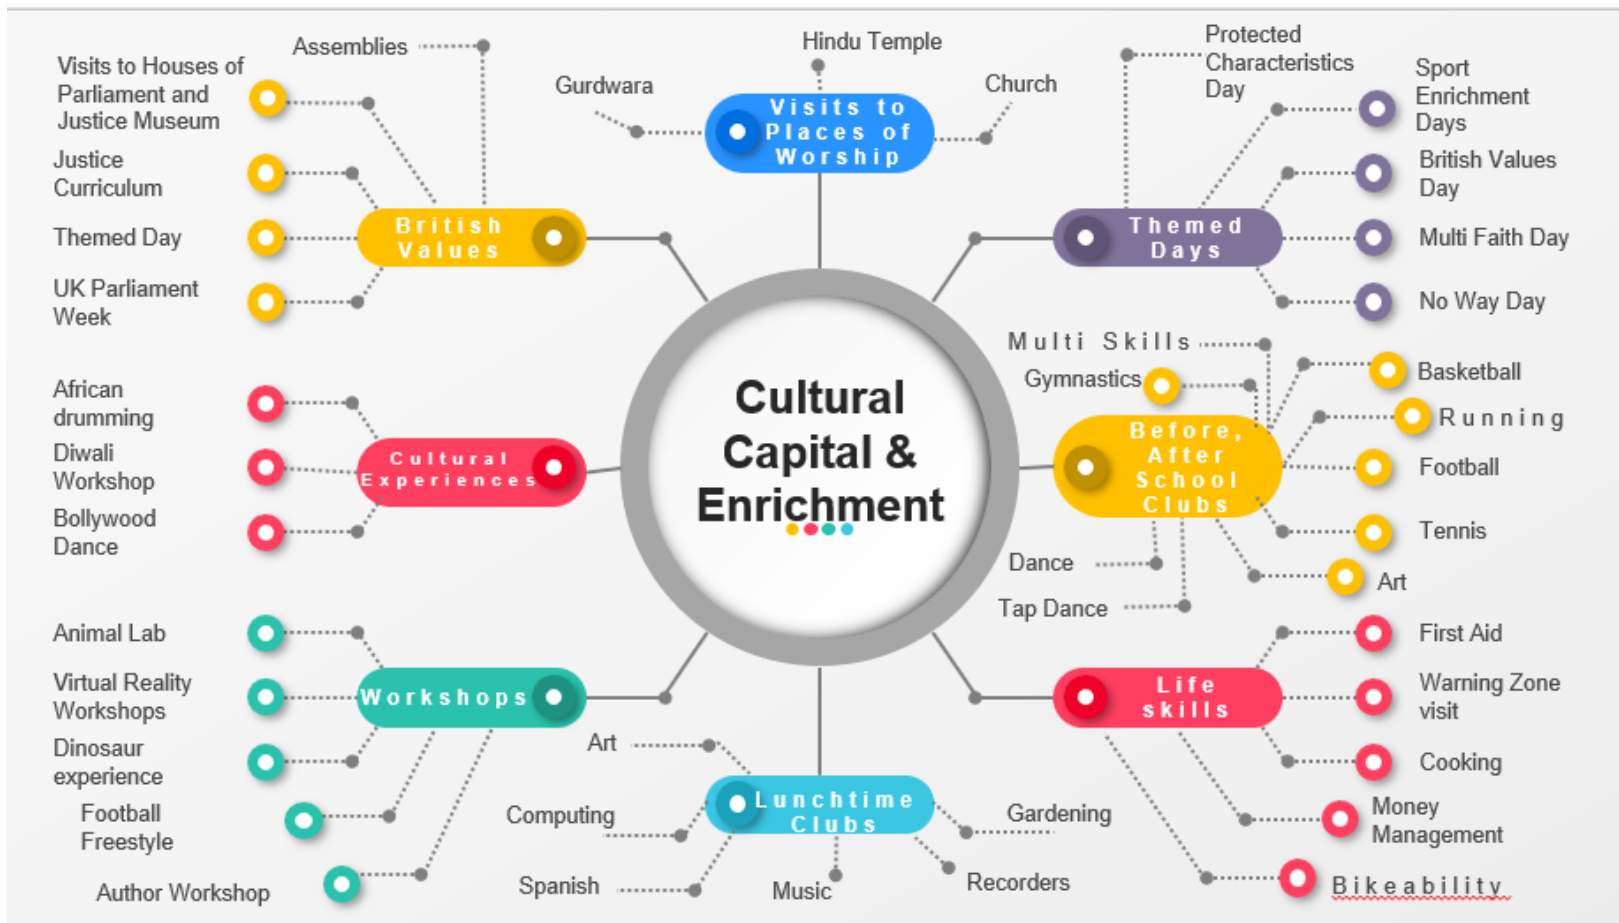 Assemblies
Visits to Houses of
Parliament and
Justice Museum
Justice
Curriculum
Themed Day
UK Parliament
Week
British
Values
Hindu Temple
Gurdwara
Church
Visits to
Places of
Worship
Protected
Characteristics
Day
Sport
Enrichment
Days
British Values
Day
Multi Faith Day
No Way Day
Themed
Days
African
drumming
Diwali
Workshop
Bollywood
Dance
Cultural
Experiences
Cultural
Capital &
Enrichment
Multi Skills
Gymnastics
Basketball
Running
Football
Tennis
Art
Before,
After
School
Clubs
Dance
Tap Dance
Animal Lab
Virtual Reality
Workshops
Dinosaur
experience
Football
Freestyle
Author Workshop
Workshops
Art
Computing
Spanish
Music
Recorders
Gardening
Lunchtime
Clubs
Life
skills
First Aid
Warning Zone
visit
Cooking
Money
Management
Bikeability